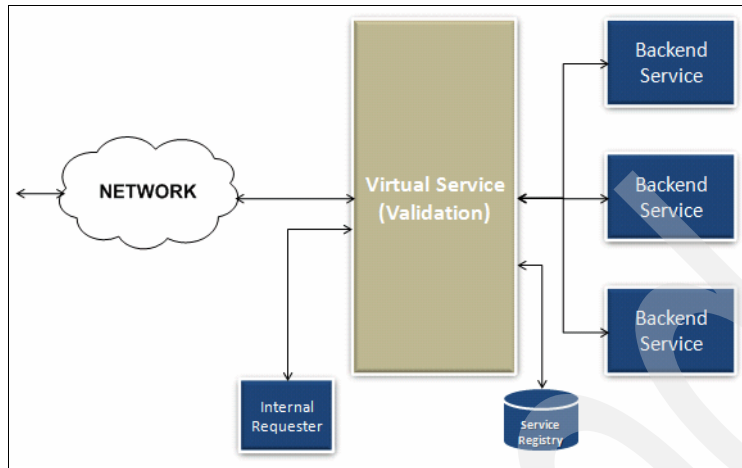 Backend
Service
NETWORK
Virtual Service
(Validation)
Backend
Service
Backend
Service
Internal
Requester
Service
Registry